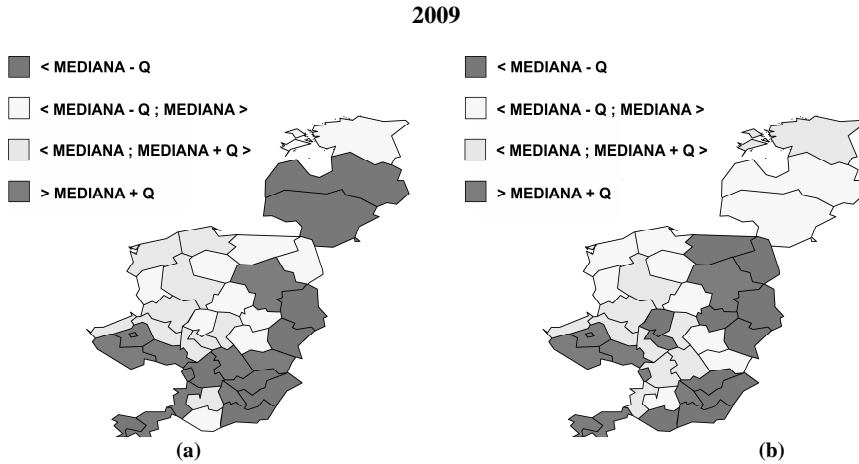 2009
< MEDIANA - Q
< MEDIANA - Q ; MEDIANA >
< MEDIANA ; MEDIANA + Q >
> MEDIANA + Q
(a)
< MEDIANA - Q
< MEDIANA - Q ; MEDIANA >
< MEDIANA ; MEDIANA + Q >
> MEDIANA + Q
(b)